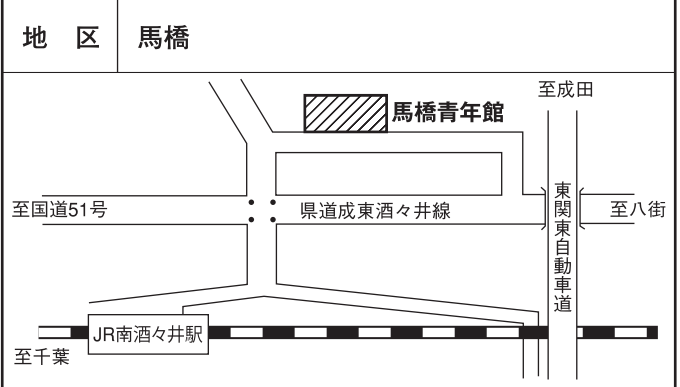 地区 馬橋
至成田
馬橋青年館
至国道51号
県道成東酒々井線
東関東自動車道
至八街
JR南酒々井駅
至千葉